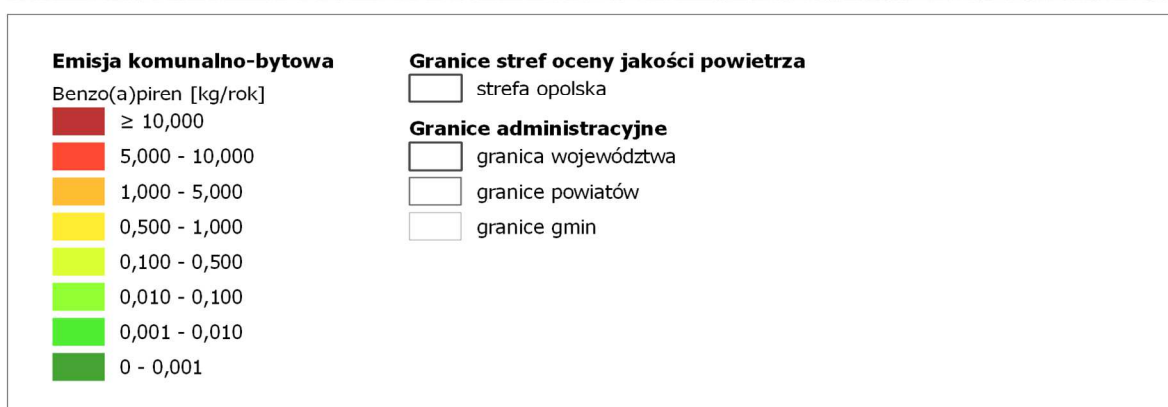 Emisja komunalno-bytowa
Benzo(a)piren [kg/rok]
≥ 10,000
5,000 - 10,000
1,000 - 5,000
0,500 - 1,000
0,100 - 0,500
0,010 - 0,100
0,001 - 0,010
0 - 0,001
Granice stref oceny jakości powietrza
strefa opolska
Granice administracyjne
granica województwa
granice powiatów
granice gmin